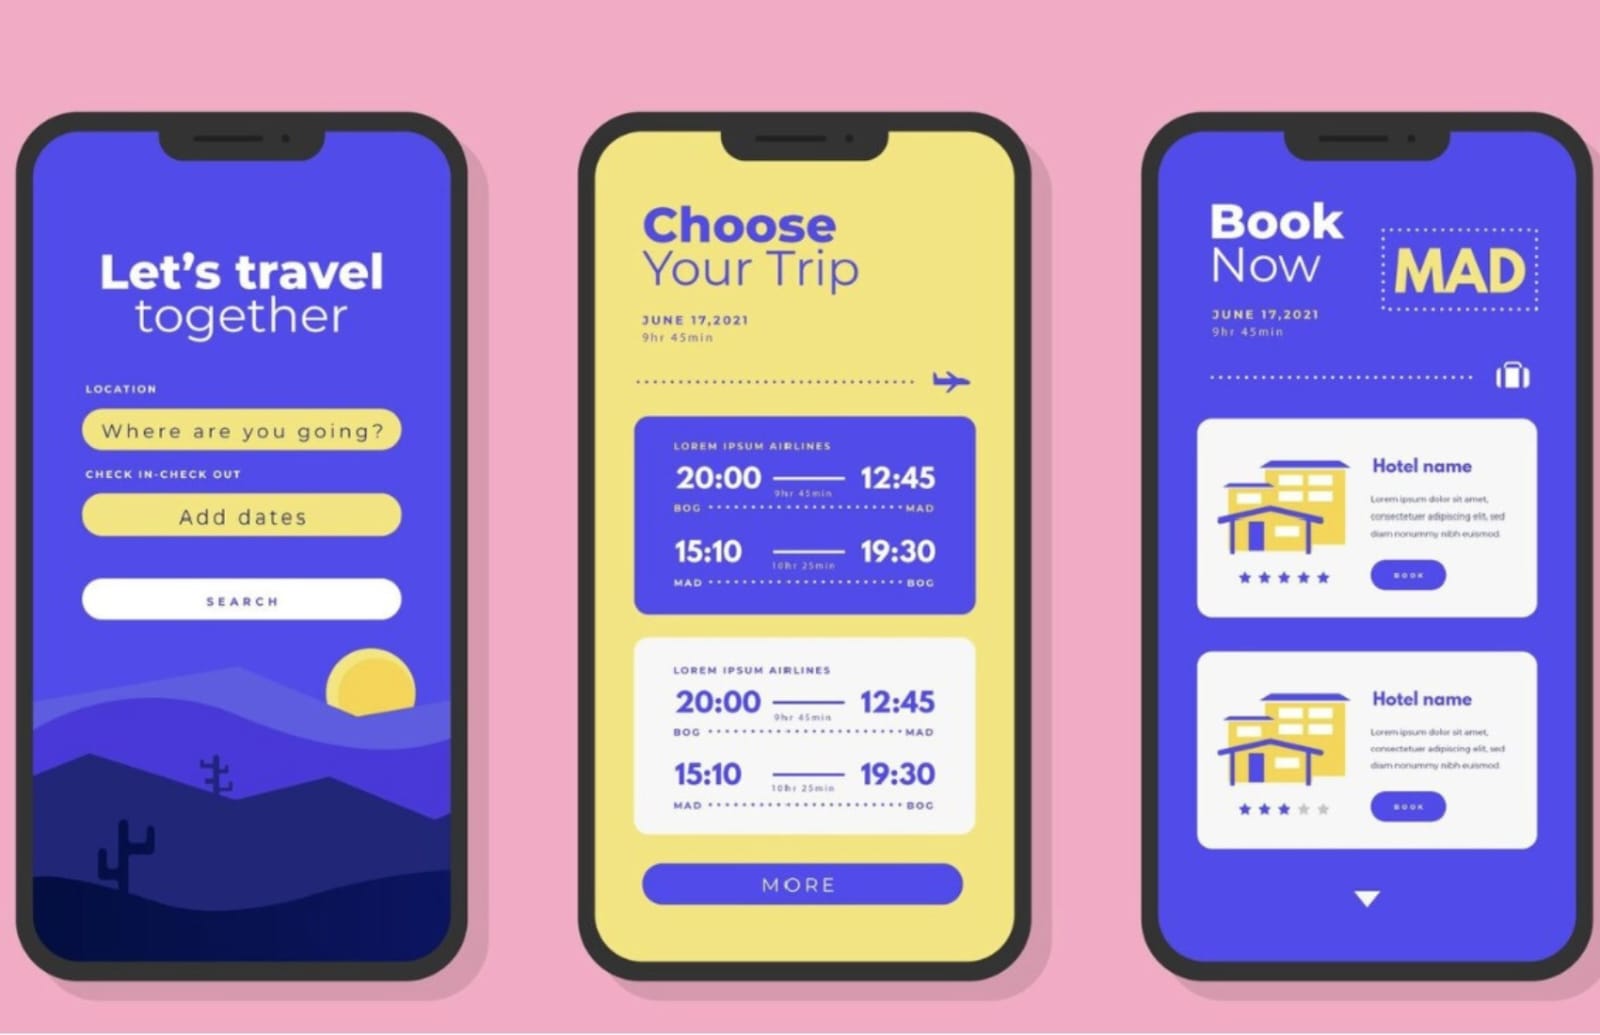 Let's travel
together
LOCATION
Where are you going?
CHECK IN-CHECK OUT
Add dates
SEARCH
Choose
Your Trip
JUNE 17,2021
9hr 45min
LOREM IPSUM AIRLINES
20:00 12:45
9hr 45min
BOG MAD
15:10 19:30
10hr 25min
MAD BOG
LOREM IPSUM AIRLINES
20:00 12:45
9hr 45min
BOG MAD
15:10 19:30
10hr 25min
MAD BOG
MORE
Book
Now
MAD
JUNE 17,2021
9hr 45min
Hotel name
Lorem ipsum dolor sit amet,
consectetuer adipiscing elit, sed
diam nonummy nibh euismod.
BOOK
Hotel name
Lorem ipsum dolor sit amet,
consectetuer adipiscing elit, sed
diam nonummy nibh euismod.
BOOK